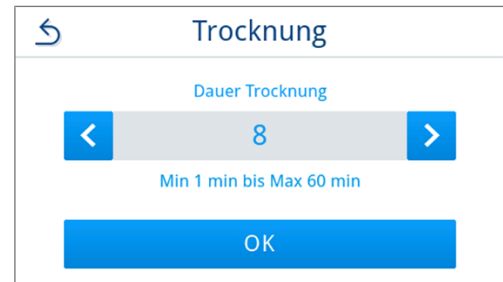 Trocknung
Dauer Trocknung
8
Min 1 min bis Max 60 min
OK